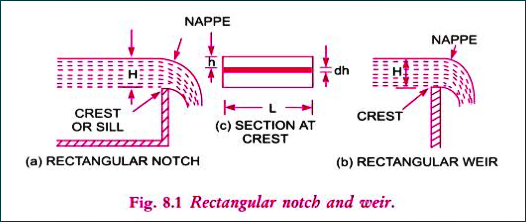 NAPPE
H
CREST
OR SILL
(a) RECTANGULAR NOTCH
h
dh
L
(c) SECTION AT
CREST
NAPPE
H
CREST
(b) RECTANGULAR WEIR
Fig. 8.1 Rectangular notch and weir.